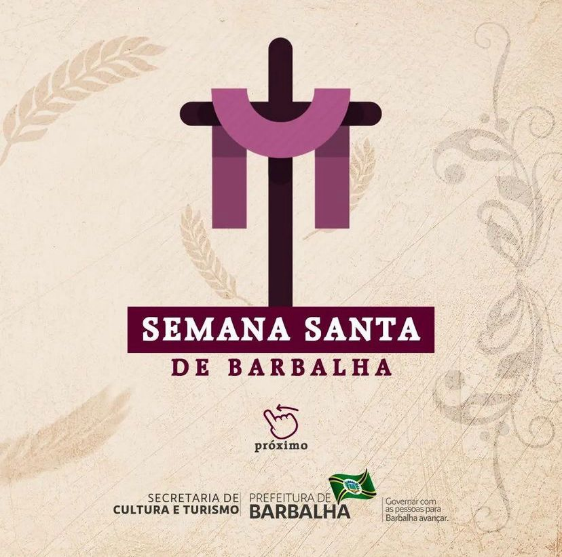 SEMANA SANTA
DE BARBALHA
próximo
SECRETARIA DE
CULTURA E TURISMO
PREFEITURA DE
BARBALHA
Governar com
as pessoas para
Barbalha avançar.